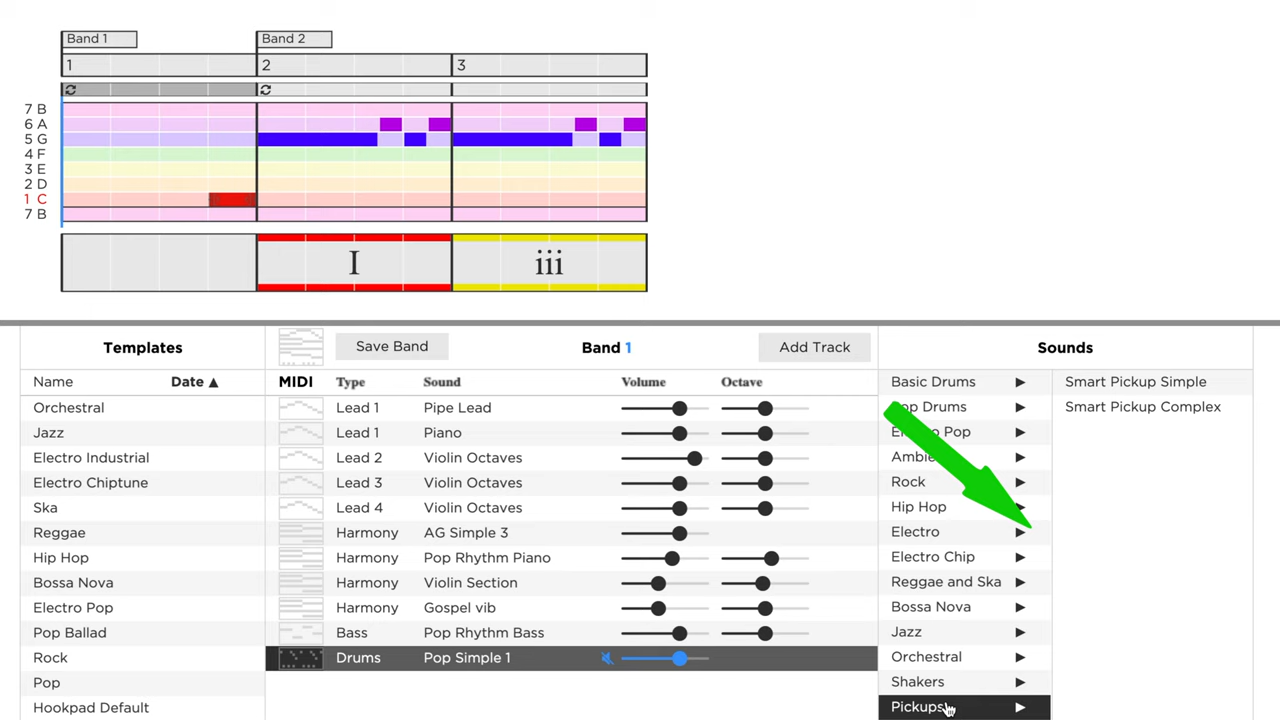 Band 1 Band 2
1 2 3
7 B
6 A
5 G
4 F
3 E
2 D
1 C
7 B
I iii
Templates Save Band Band 1 Add Track Sounds
Name Date ▲ MIDI Type Sound Volume Octave Basic Drums ▶ Smart Pickup Simple
Orchestral Lead 1 Pipe Lead Drums ▶ Smart Pickup Complex
Jazz Lead 1 Piano Pop ▶
Electro Industrial Lead 2 Violin Octaves ▶
Electro Chiptune Lead 3 Violin Octaves Rock ▶
Ska Lead 4 Violin Octaves Hip Hop
Reggae Harmony AG Simple 3 Electro ▶
Hip Hop Harmony Pop Rhythm Piano Electro Chip ▶
Bossa Nova Harmony Violin Section Reggae and Ska ▶
Electro Pop Harmony Gospel vib Bossa Nova ▶
Pop Ballad Bass Pop Rhythm Bass Jazz ▶
Rock Drums Pop Simple 1 Orchestral ▶
Pop Shakers ▶
Hookpad Default Pickups ▶